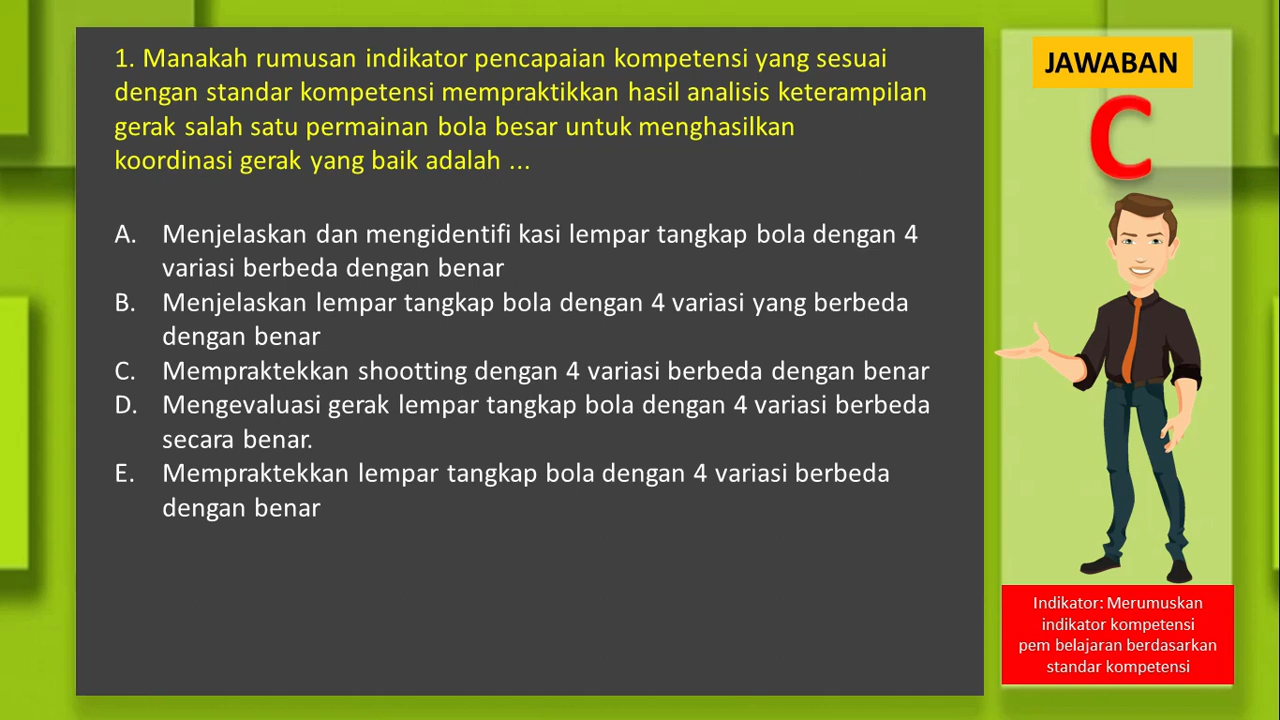 1. Manakah rumusan indikator pencapaian kompetensi yang sesuai
dengan standar kompetensi mempraktikkan hasil analisis keterampilan
gerak salah satu permainan bola besar untuk menghasilkan
koordinasi gerak yang baik adalah ...
A. Menjelaskan dan mengidentifi kasi lempar tangkap bola dengan 4
variasi berbeda dengan benar
B. Menjelaskan lempar tangkap bola dengan 4 variasi yang berbeda
dengan benar
C. Mempraktekkan shootting dengan 4 variasi berbeda dengan benar
D. Mengevaluasi gerak lempar tangkap bola dengan 4 variasi berbeda
secara benar.
E. Mempraktekkan lempar tangkap bola dengan 4 variasi berbeda
dengan benar
JAWABAN
C
Indikator: Merumuskan
indikator kompetensi
pem belajaran berdasarkan
standar kompetensi